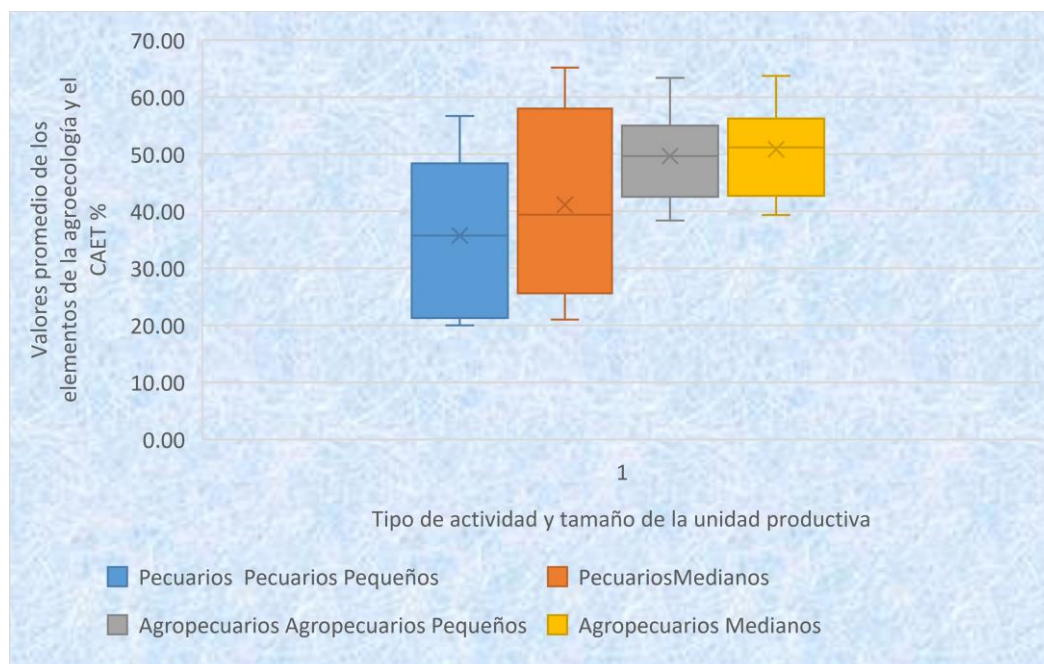 Valores promedio de los
elementos de la agroecología y el
CAET %
70.00
60.00
50.00
40.00
30.00
20.00
10.00
0.00
1
Tipo de actividad y tamaño de la unidad productiva
Pecuarios  Pecuarios Pequeños
PecuariosMedianos
Agropecuarios Agropecuarios Pequeños
Agropecuarios Medianos